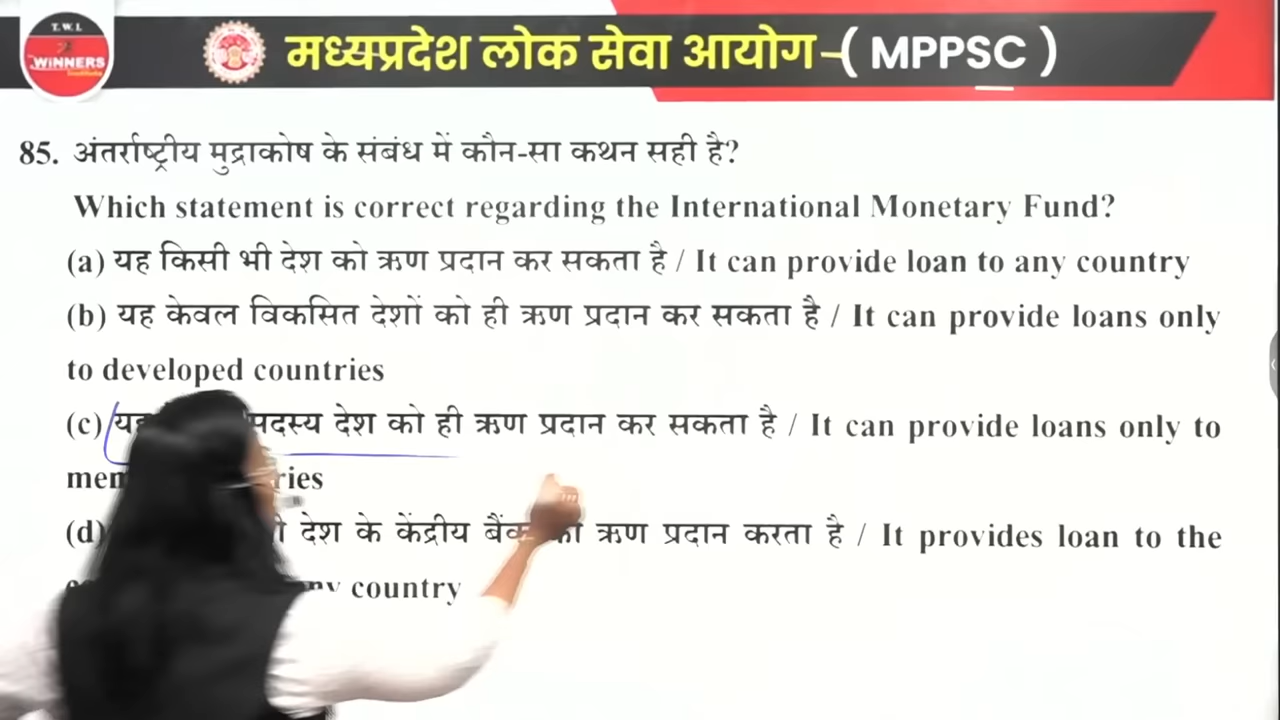 T.W.I.
WINNERS
मध्यप्रदेश लोक सेवा आयोग-( MPPSC )
85. अंतर्राष्ट्रीय मुद्राकोष के संबंध में कौन-सा कथन सही है?
Which statement is correct regarding the International Monetary Fund?
(a) यह किसी भी देश को ऋण प्रदान कर सकता है / It can provide loan to any country
(b) यह केवल विकसित देशों को ही ऋण प्रदान कर सकता है / It can provide loans only
to developed countries
(c) सदस्य देश को ही ऋण प्रदान कर सकता है / It can provide loans only to
(d) देश के केंद्रीय बैंक ऋण प्रदान करता है / It provides loan to the
country